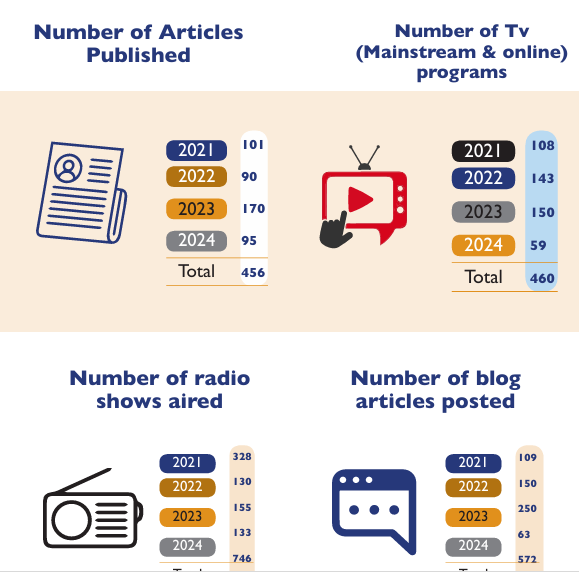 Number of Articles
Published
2021 101
2022 90
2023 170
2024 95
Total 456
Number of Tv
(Mainstream & online)
programs
2021 108
2022 143
2023 150
2024 59
Total 460
Number of radio
shows aired
2021 328
2022 130
2023 155
2024 133
746
Number of blog
articles posted
2021 109
2022 150
2023 250
2024 63
572